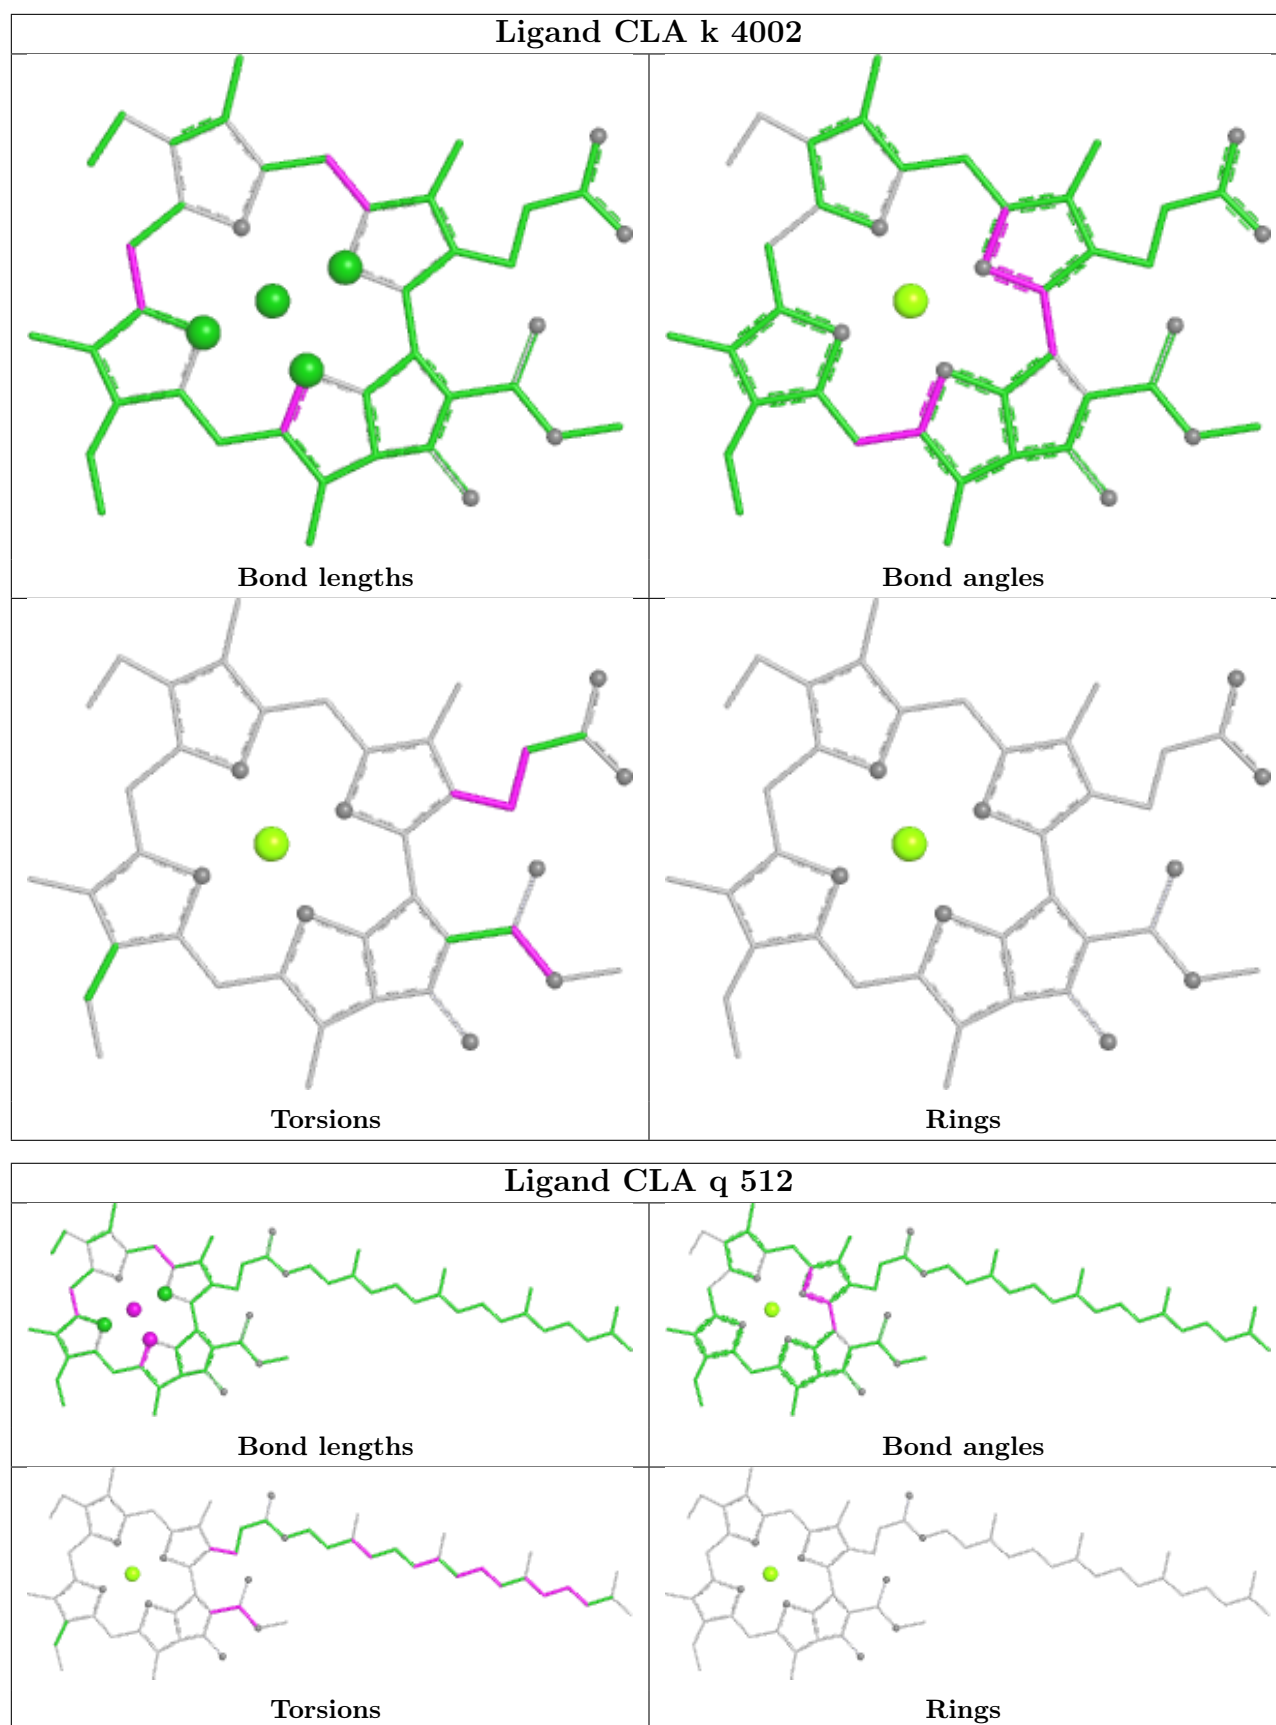 Ligand CLA k 4002
Bond lengths
Bond angles
Torsions
Rings
Ligand CLA q 512
Bond lengths
Bond angles
Torsions
Rings